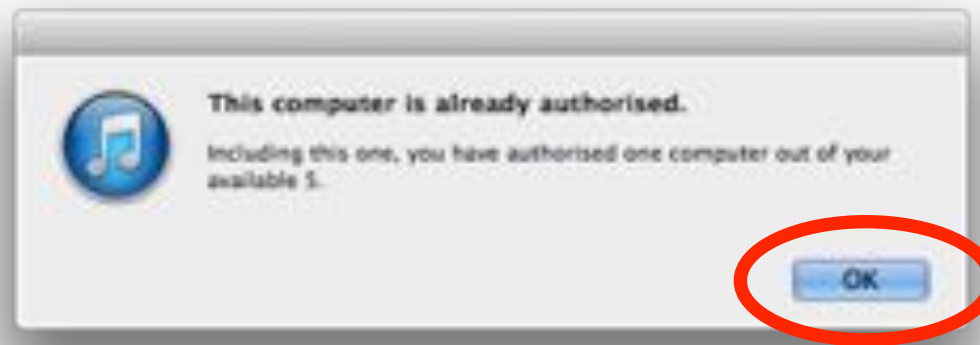 This computer is already authorised.
Including this one, you have authorised one computer out of your
available 5.
OK